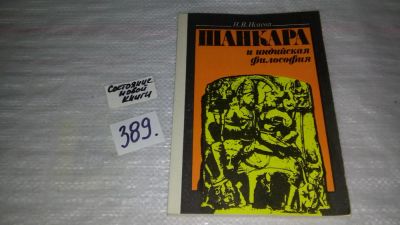 Состояние
новой
книги
389.
Н. В. Исаева
ШАНКАРА
и индийская
философия